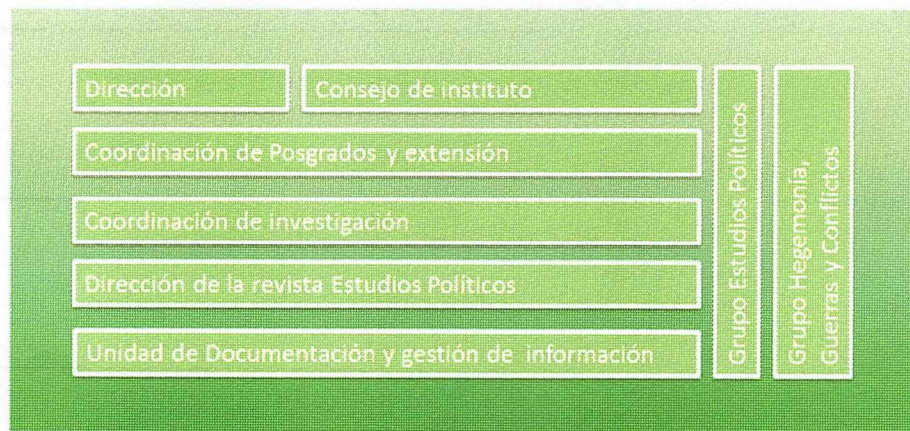 Dirección
Consejo de instituto
Coordinación de Posgrados y extensión
Coordinación de investigación
Dirección de la revista Estudios Políticos
Unidad de Documentación y gestión de información
Grupo Estudios Políticos
Grupo Hegemonía,
Guerras y Conflictos